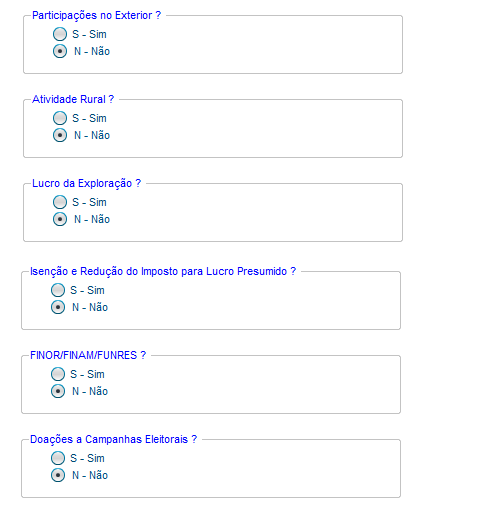 Participações no Exterior ?
S - Sim
N - Não
Atividade Rural ?
S - Sim
N - Não
Lucro da Exploração ?
S - Sim
N - Não
Isenção e Redução do Imposto para Lucro Presumido ?
S - Sim
N - Não
FINOR/FINAM/FUNRES ?
S - Sim
N - Não
Doações a Campanhas Eleitorais ?
S - Sim
N - Não